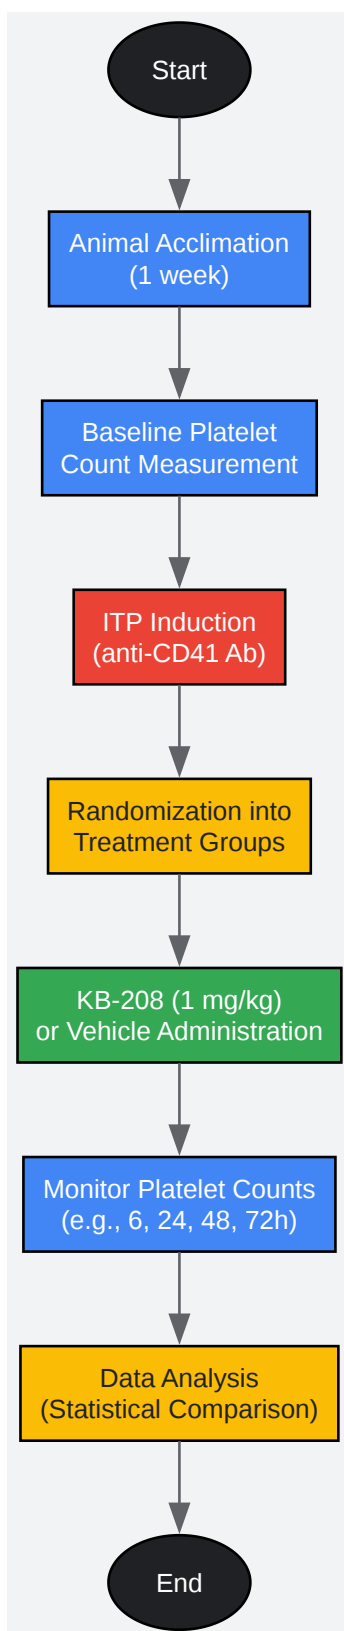 Start
Animal Acclimation
(1 week)
Baseline Platelet
Count Measurement
ITP Induction
(anti-CD41 Ab)
Randomization into
Treatment Groups
KB-208 (1 mg/kg)
or Vehicle Administration
Monitor Platelet Counts
(e.g., 6, 24, 48, 72h)
Data Analysis
(Statistical Comparison)
End